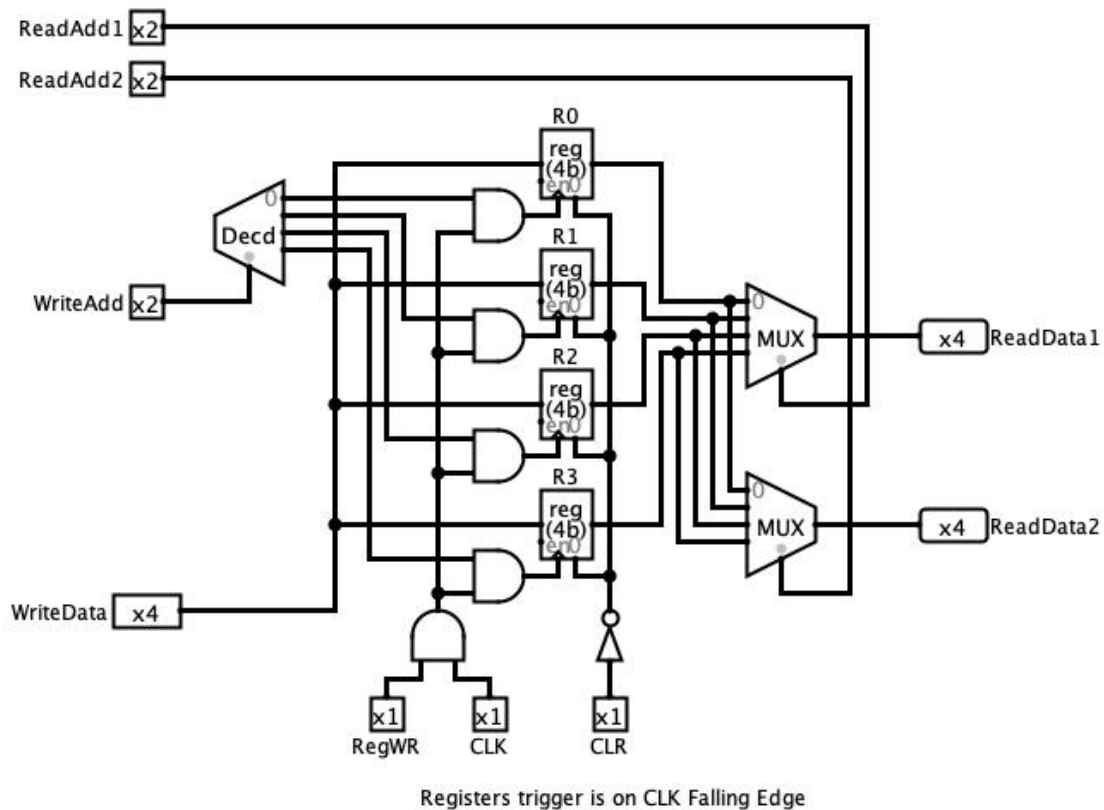 ReadAdd1 x2
ReadAdd2 x2
R0
reg
(4b)
en0
0
Decd
R1
reg
(4b)
en0
WriteAdd x2
0
MUX
x4 ReadData1
R2
reg
(4b)
en0
R3
reg
(4b)
en0
0
MUX
x4 ReadData2
WriteData x4
x1
RegWR
x1
CLK
x1
CLR
Registers trigger is on CLK Falling Edge